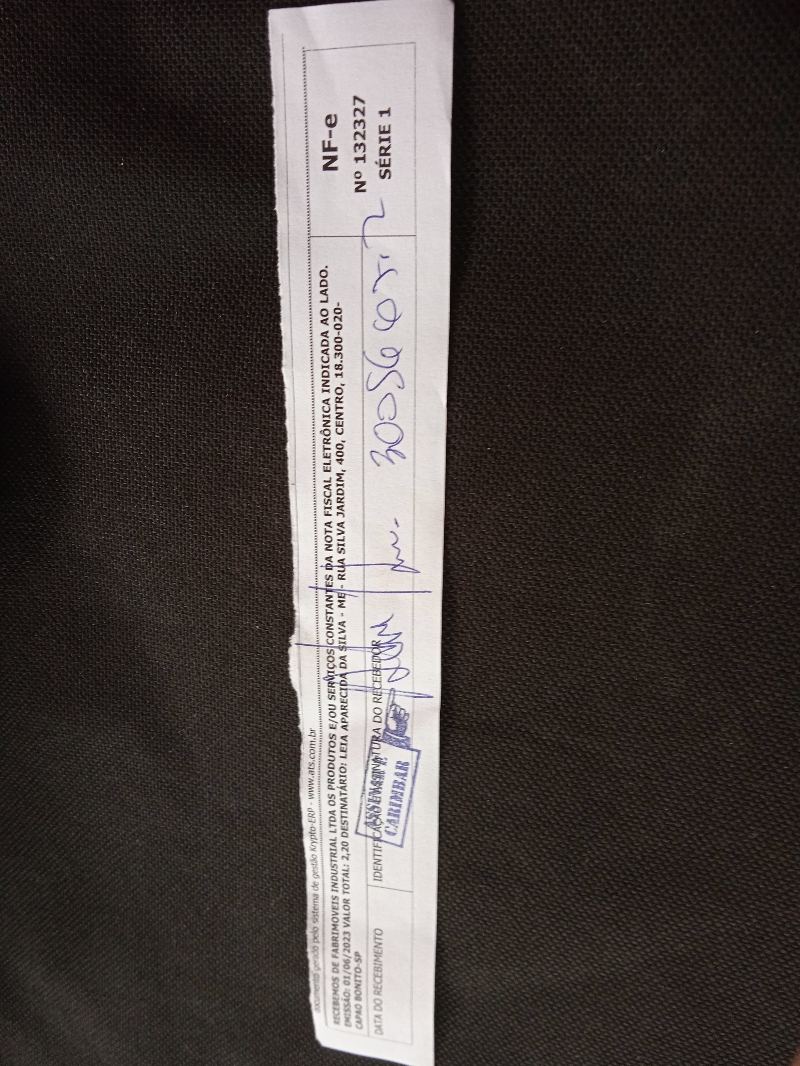 documento gerado pelo sistema de gestão Krypto-ERP - www.ats.com.br
RECEBEMOS DE FABRIMOVEIS INDUSTRIAL LTDA OS PRODUTOS E/OU SERVIÇOS CONSTANTES DA NOTA FISCAL ELETRÔNICA INDICADA AO LADO.
EMISSÃO: 01/06/2023 VALOR TOTAL: 2,20 DESTINATÁRIO: LEIA APARECIDA DA SILVA - ME - RUA SILVA JARDIM, 400, CENTRO, 18.300-020-
CAPAO BONITO-SP
DATA DO RECEBIMENTO
IDENTIFICAÇÃO E ASSINATURA DO RECEBEDOR
CARIMBAR
NF-e
Nº 132327
SÉRIE 1